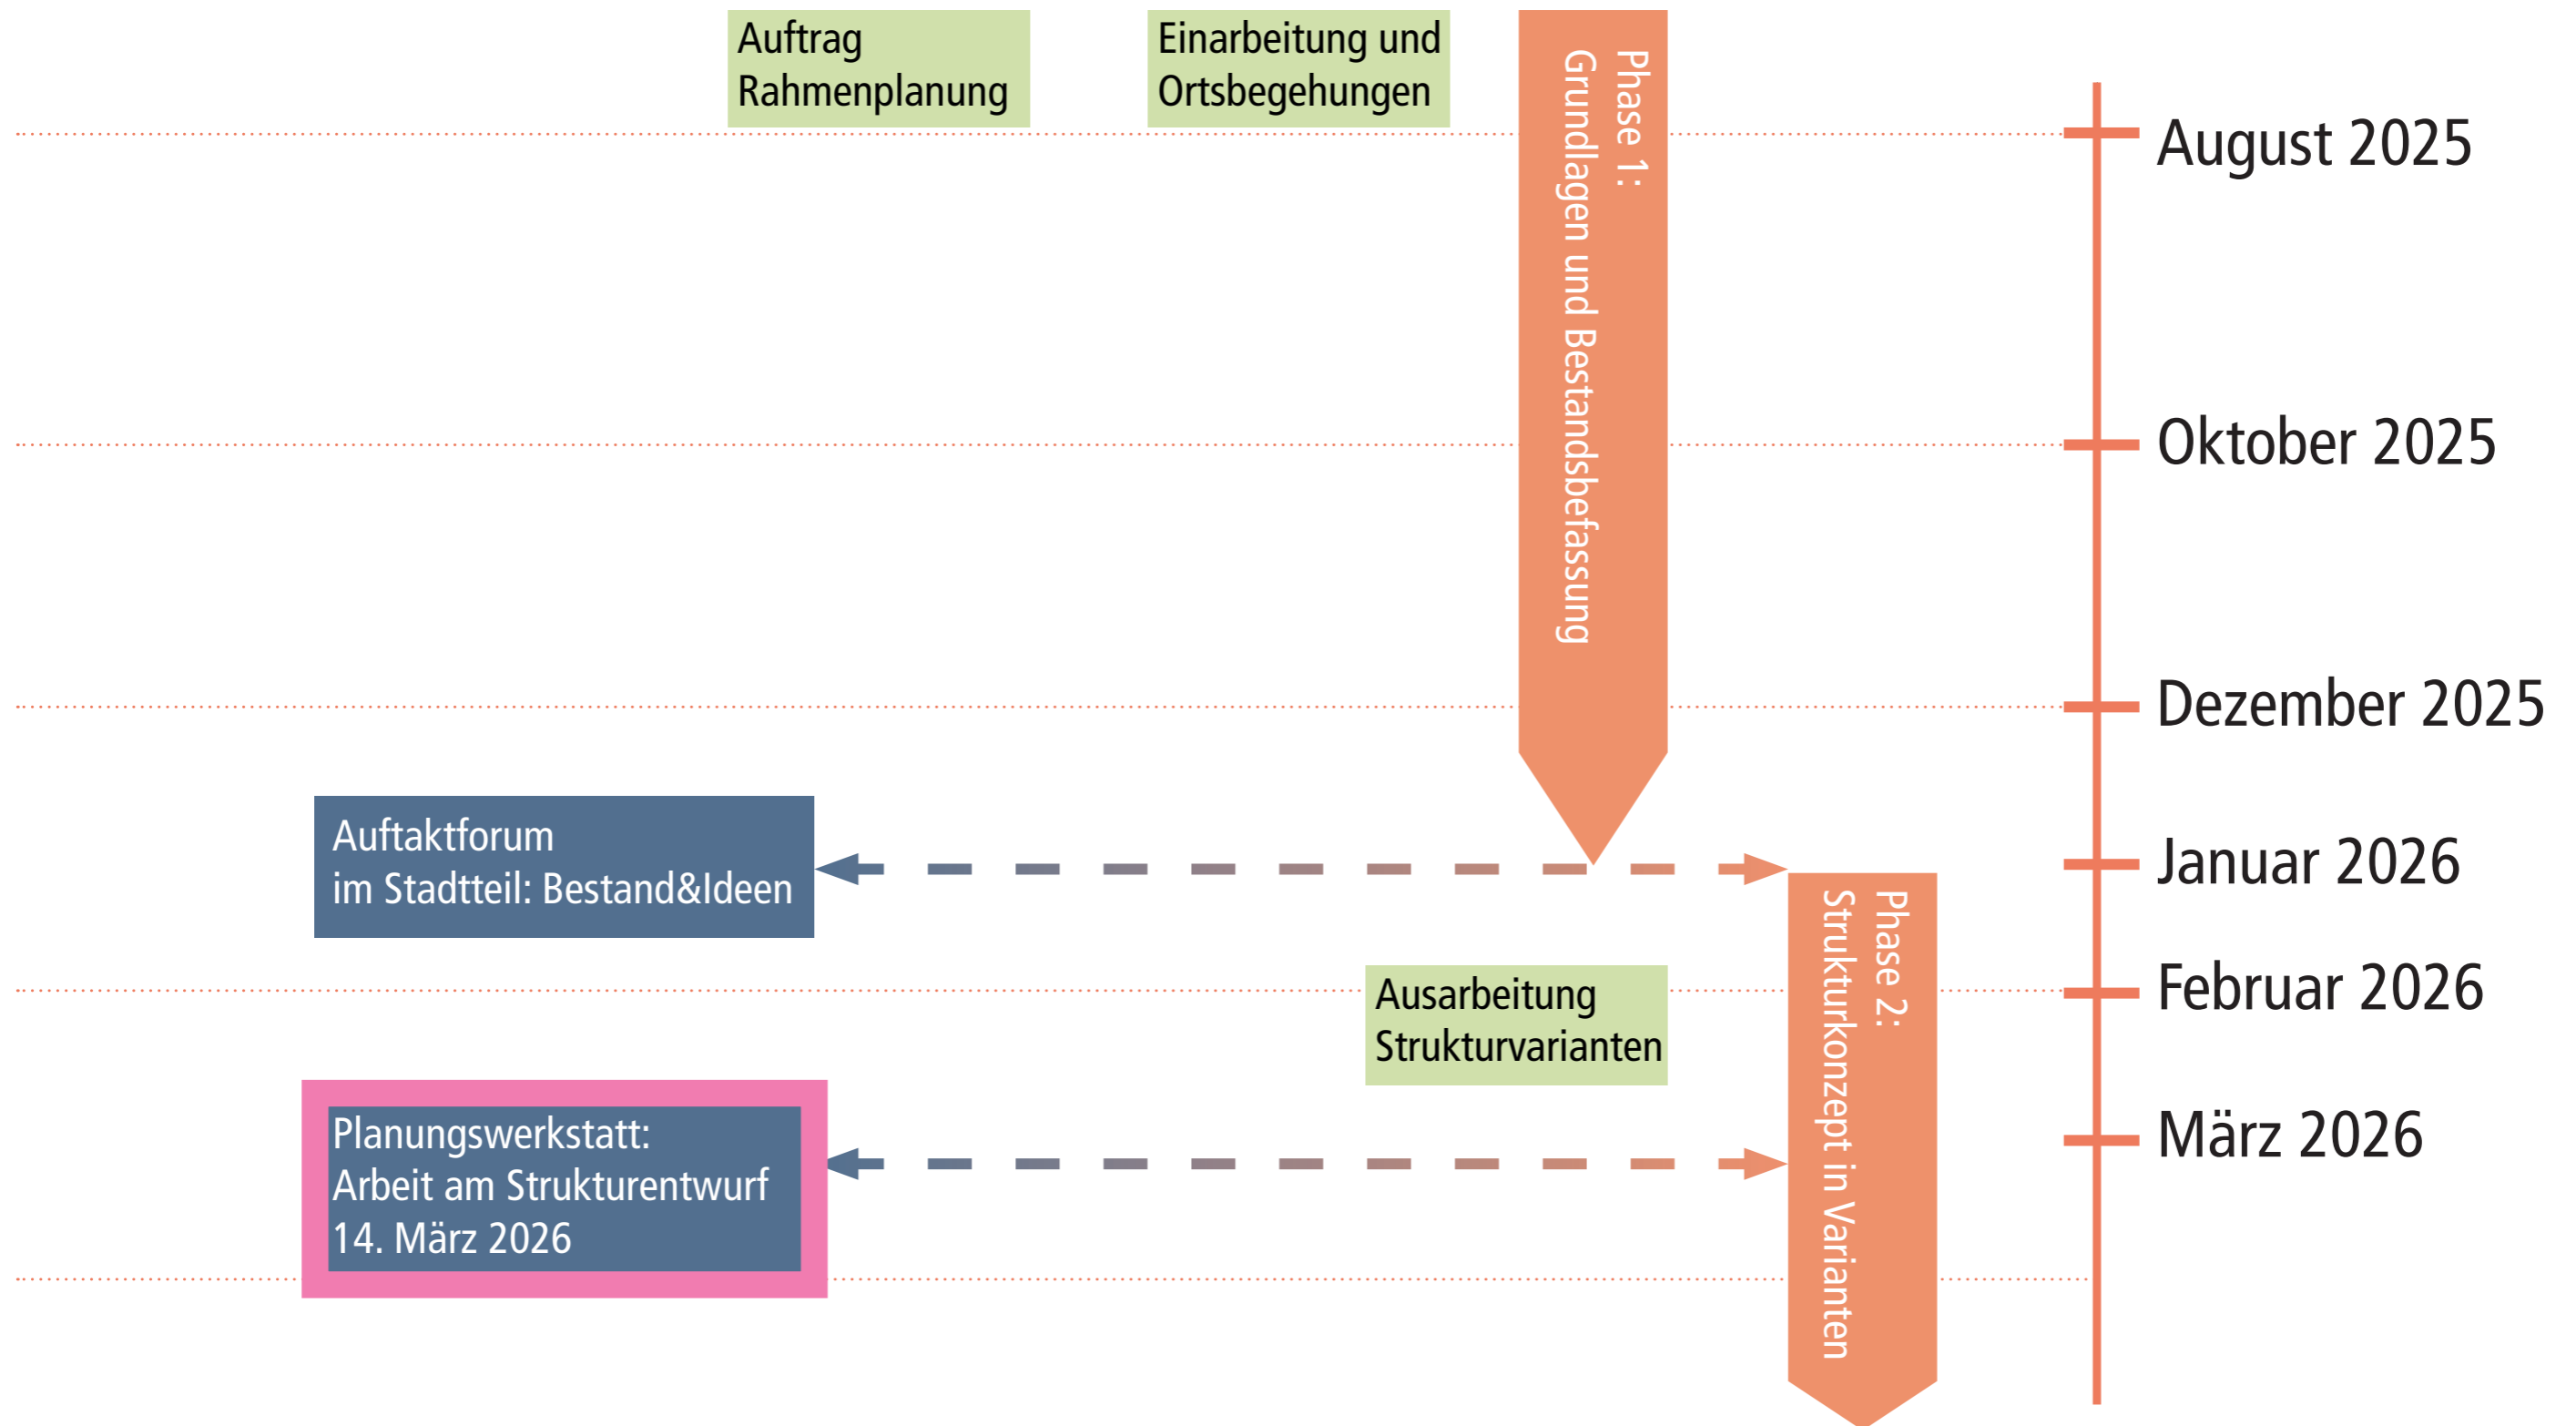 Auftrag
Rahmenplanung
Einarbeitung und
Ortsbegehungen
Phase 1:
Grundlagen und Bestandsbefassung
August 2025
Oktober 2025
Dezember 2025
Auftaktforum
im Stadtteil: Bestand&Ideen
Januar 2026
Phase 2:
Strukturkonzept in Varianten
Ausarbeitung
Strukturvarianten
Februar 2026
Planungswerkstatt:
Arbeit am Strukturentwurf
14. März 2026
März 2026